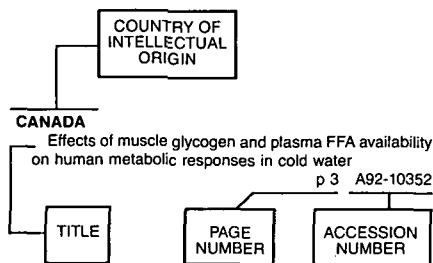 COUNTRY OF
INTELLECTUAL
ORIGIN
CANADA
Effects of muscle glycogen and plasma FFA availability
on human metabolic responses in cold water
p 3 A92-10352
TITLE
PAGE
NUMBER
ACCESSION
NUMBER